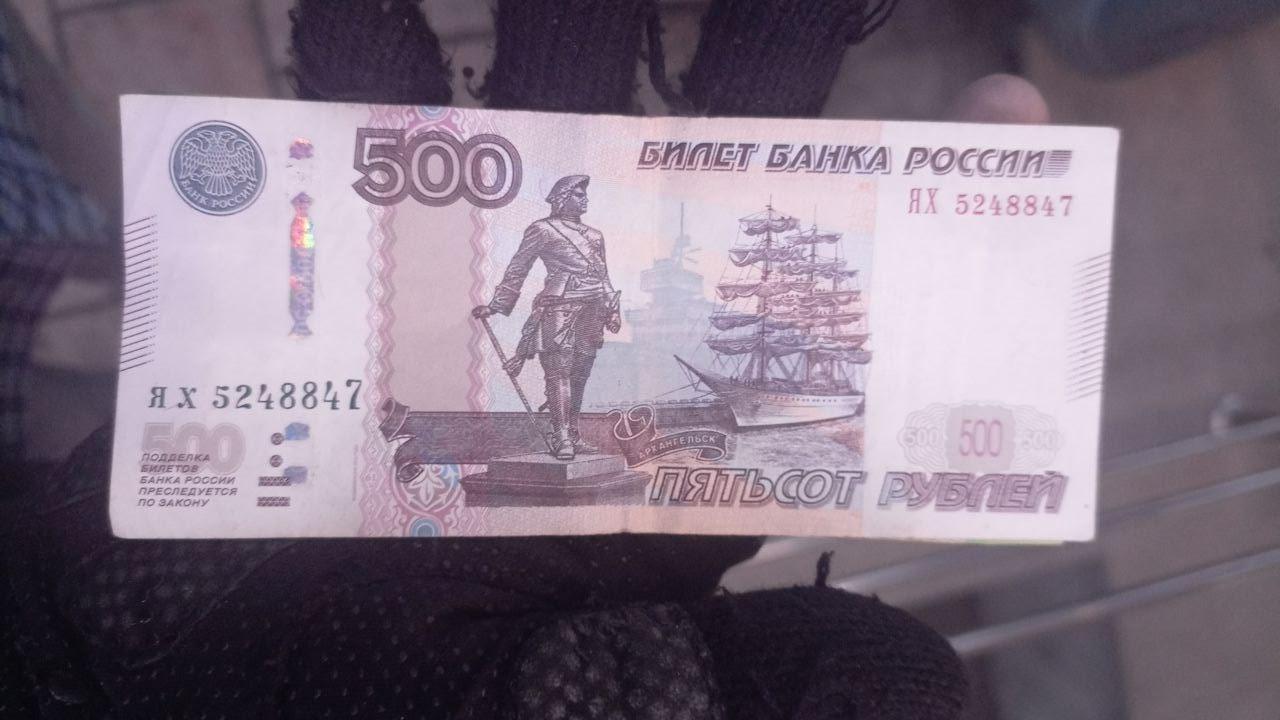 БАНК РОССИИ
500
БИЛЕТ БАНКА РОССИИ
ЯХ 5248847
ЯХ 5248847
500
ПОДДЕЛКА
БИЛЕТОВ
БАНКА РОССИИ
ПРЕСЛЕДУЕТСЯ
ПО ЗАКОНУ
АРХАНГЕЛЬСК
500 500 500
ПЯТЬСОТ РУБЛЕЙ